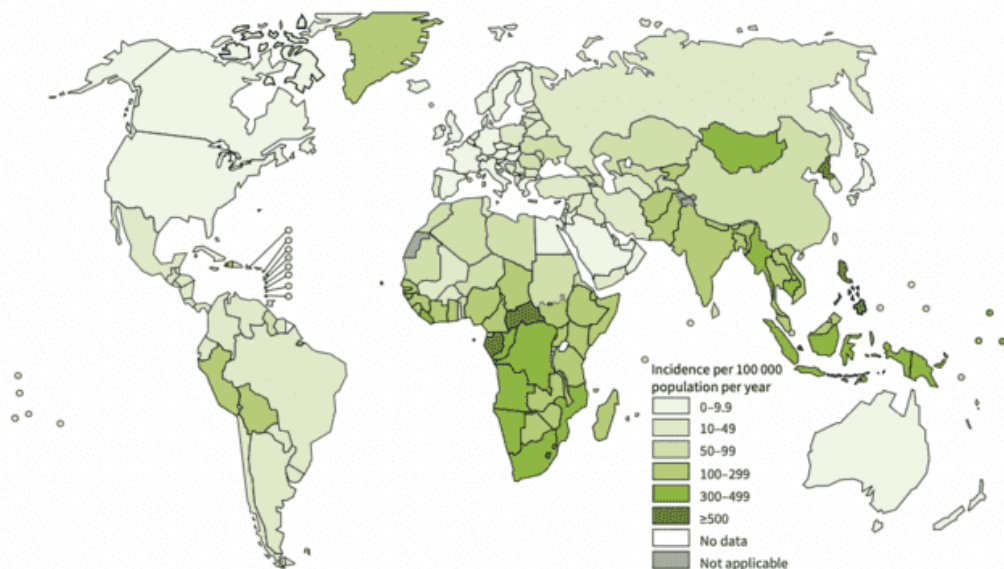 Incidence per 100 000
population per year
0–9.9
10–49
50–99
100–299
300–499
≥500
No data
Not applicable